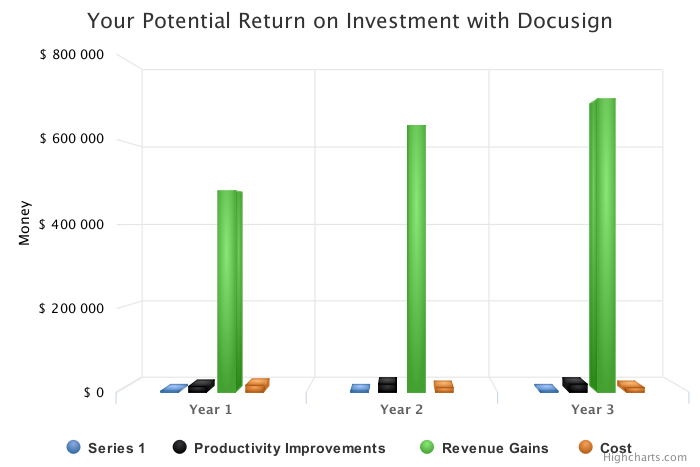 Your Potential Return on Investment with Docusign
$ 800 000
$ 600 000
$ 400 000
$ 200 000
$ 0
Money
Year 1
Year 2
Year 3
Series 1
Productivity Improvements
Revenue Gains
Cost
Highcharts.com